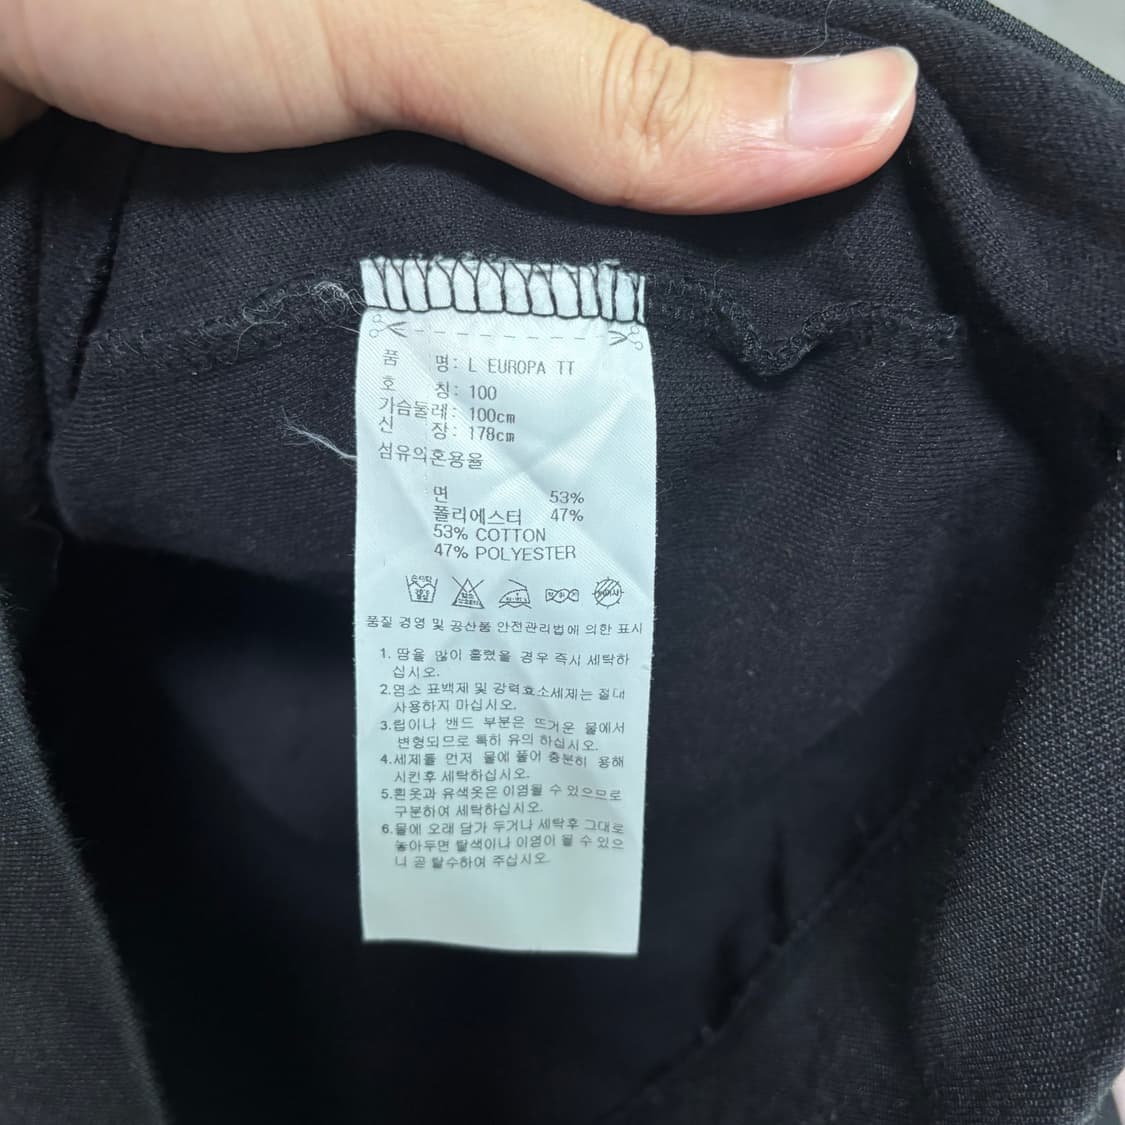 품 명: L EUROPA TT
호 칭: 100
가슴둘레: 100cm
신 장: 178cm
섬유의혼용율
면 53%
폴리에스터 47%
53% COTTON
47% POLYESTER
품질 경영 및 공산품 안전관리법에 의한 표시
1. 땀을 많이 흘렸을 경우 즉시 세탁하
십시오.
2.염소 표백제 및 강력효소세제는 절대
사용하지 마십시오.
3.립이나 밴드 부분은 뜨거운 물에서
변형되므로 특히 유의 하십시오.
4.세제를 먼저 물에 풀어 충분히 용해
시킨후 세탁하십시오.
5.흰옷과 유색옷은 이염될 수 있으므로
구분하여 세탁하십시오.
6.물에 오래 담가 두거나 세탁후 그대로
놓아두면 탈색이나 이염이 될 수 있으
니 곧 탈수하여 주십시오.